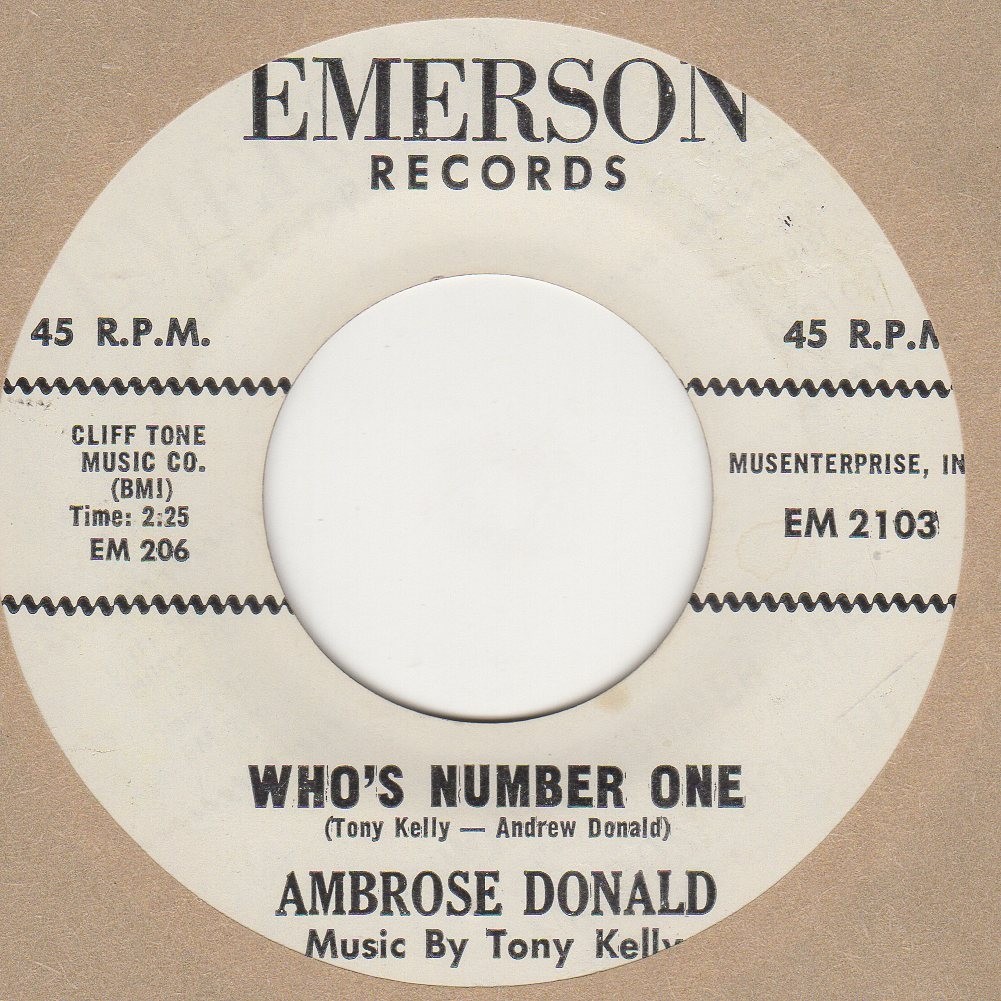 EMERSON
RECORDS
45 R.P.M.
45 R.P.M
CLIFF TONE
MUSIC CO.
(BMI)
Time: 2:25
EM 206
MUSENTERPRISE, IN
EM 2103
WHO'S NUMBER ONE
(Tony Kelly — Andrew Donald)
AMBROSE DONALD
Music By Tony Kelly